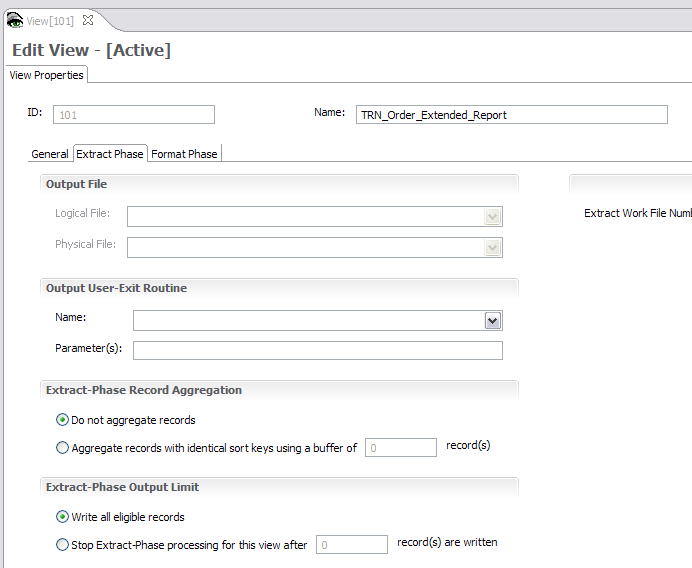 View[101]
Edit View - [Active]
View Properties
ID: 101 Name: TRN_Order_Extended_Report
General Extract Phase Format Phase
Output File
Logical File: Extract Work File Num
Physical File:
Output User-Exit Routine
Name:
Parameter(s):
Extract-Phase Record Aggregation
Do not aggregate records
Aggregate records with identical sort keys using a buffer of 0 record(s)
Extract-Phase Output Limit
Write all eligible records
Stop Extract-Phase processing for this view after 0 record(s) are written